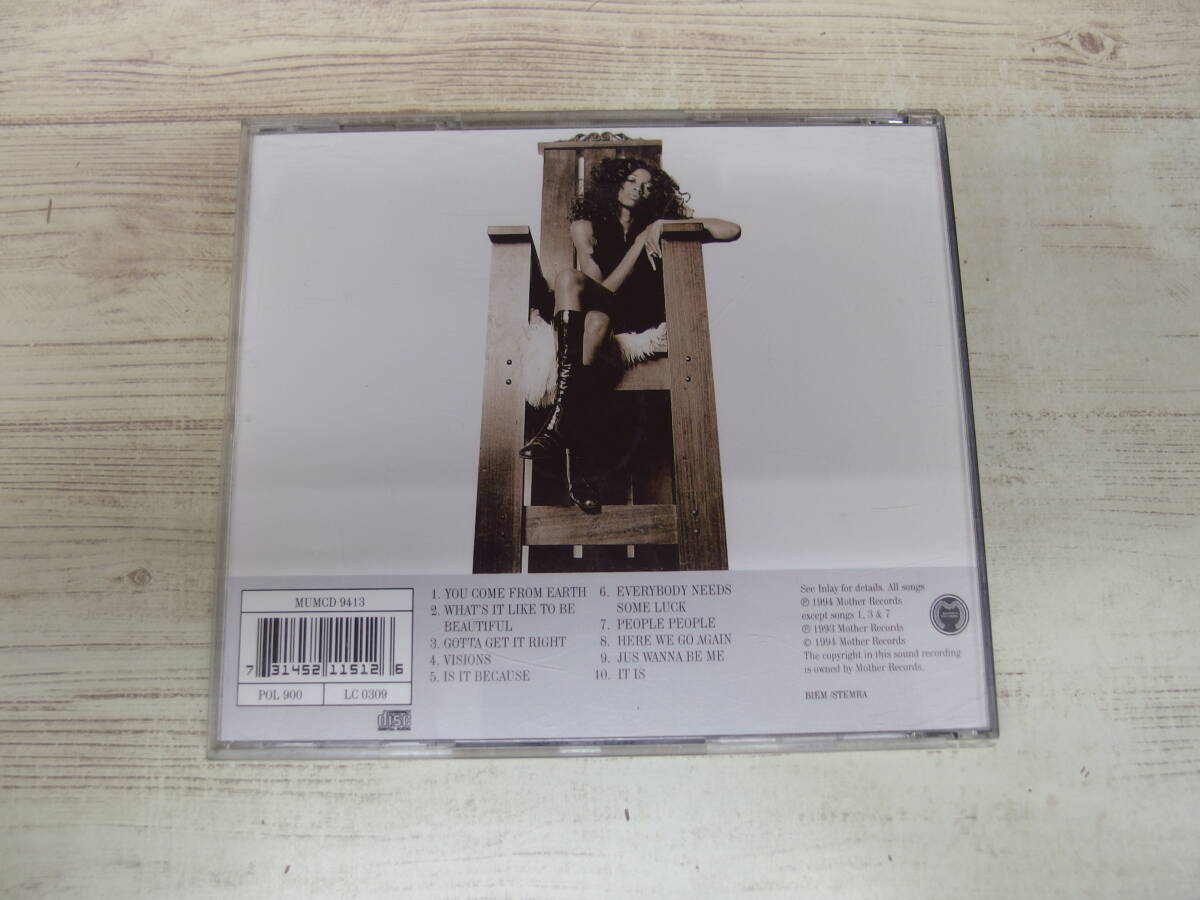 MUMCD 9413
7 31452 11512 6
POL 900
LC 0309
disc
DIGITAL AUDIO
1. YOU COME FROM EARTH
2. WHAT'S IT LIKE TO BE
BEAUTIFUL
3. GOTTA GET IT RIGHT
4. VISIONS
5. IS IT BECAUSE
6. EVERYBODY NEEDS
SOME LUCK
7. PEOPLE PEOPLE
8. HERE WE GO AGAIN
9. JUS WANNA BE ME
10. IT IS
See Inlay for details. All songs
℗ 1994 Mother Records
except songs 1, 3 & 7
℗ 1993 Mother Records
© 1994 Mother Records
The copyright in this sound recording
is owned by Mother Records.
BIEM /STEMRA